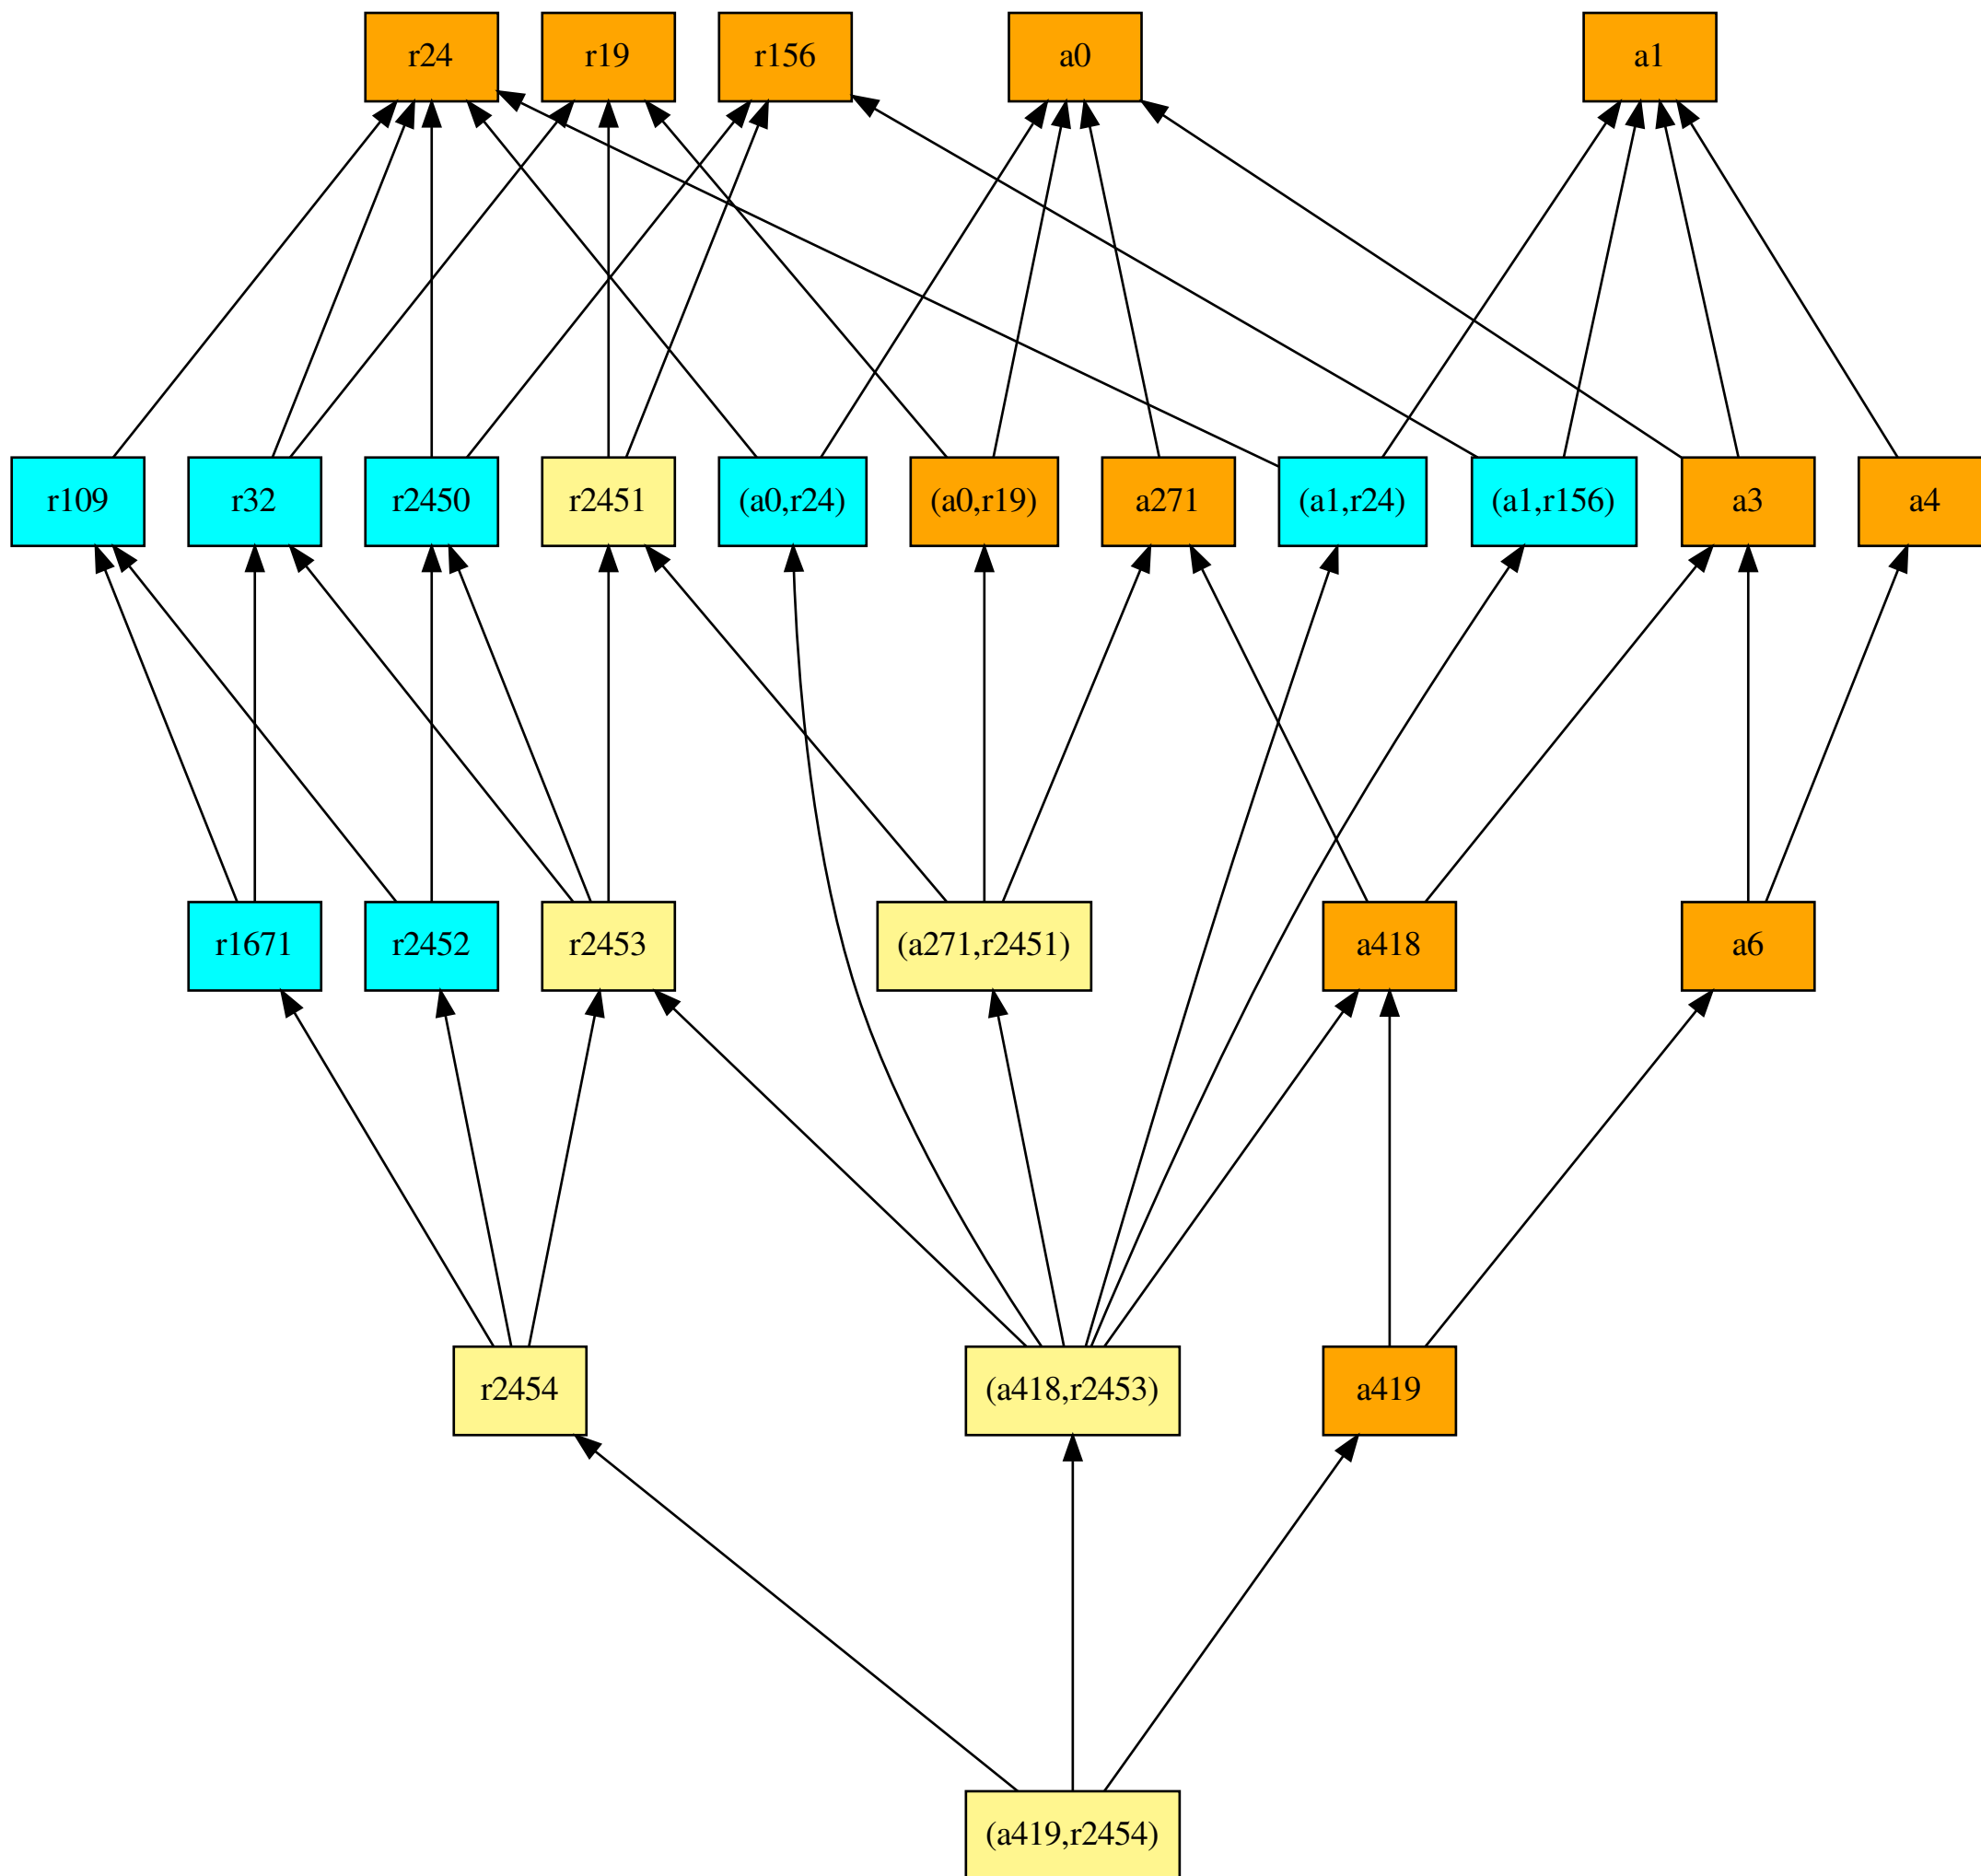 r24 r19 r156 a0 a1
r109 r32 r2450 r2451 (a0,r24) (a0,r19) a271 (a1,r24) (a1,r156) a3 a4
r1671 r2452 r2453 (a271,r2451) a418 a6
r2454 (a418,r2453) a419
(a419,r2454)